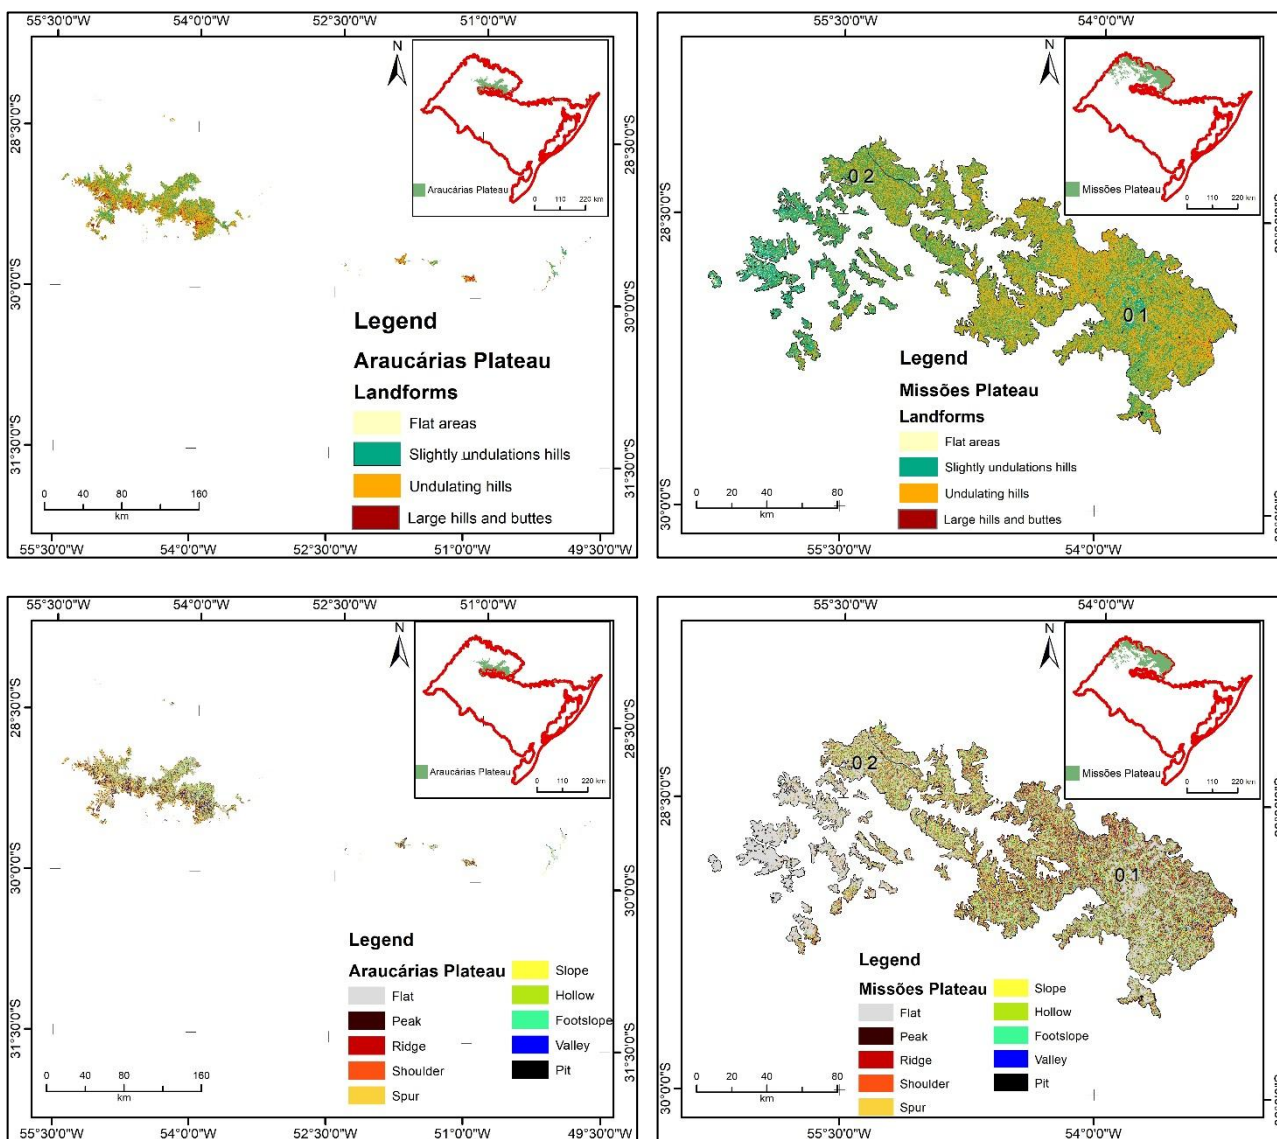 55°30'0"W 54°0'0"W 52°30'0"W 51°0'0"W
28°30'0"S
30°0'0"S
31°30'0"S
N
Araucárias Plateau
0 110 220 km
28°30'0"S
30°0'0"S
31°30'0"S
Legend
Araucárias Plateau
Landforms
Flat areas
Slightly undulations hills
Undulating hills
Large hills and buttes
0 40 80 160
km
55°30'0"W 54°0'0"W 52°30'0"W 51°0'0"W 49°30'0"W
55°30'0"W 54°0'0"W
28°30'0"S
30°0'0"S
N
Missões Plateau
0 110 220 km
0 2
0 1
Legend
Missões Plateau
Landforms
Flat areas
Slightly undulations hills
Undulating hills
Large hills and buttes
0 20 40 80
km
55°30'0"W 54°0'0"W
55°30'0"W 54°0'0"W 52°30'0"W 51°0'0"W
28°30'0"S
30°0'0"S
31°30'0"S
N
Araucárias Plateau
0 110 220 km
28°30'0"S
30°0'0"S
31°30'0"S
Legend
Araucárias Plateau
Flat
Peak
Ridge
Shoulder
Spur
Slope
Hollow
Footslope
Valley
Pit
0 40 80 160
km
55°30'0"W 54°0'0"W 52°30'0"W 51°0'0"W 49°30'0"W
55°30'0"W 54°0'0"W
28°30'0"S
30°0'0"S
N
Missões Plateau
0 110 220 km
0 2
0 1
Legend
Missões Plateau
Flat
Peak
Ridge
Shoulder
Spur
Slope
Hollow
Footslope
Valley
Pit
0 20 40 80
km
55°30'0"W 54°0'0"W